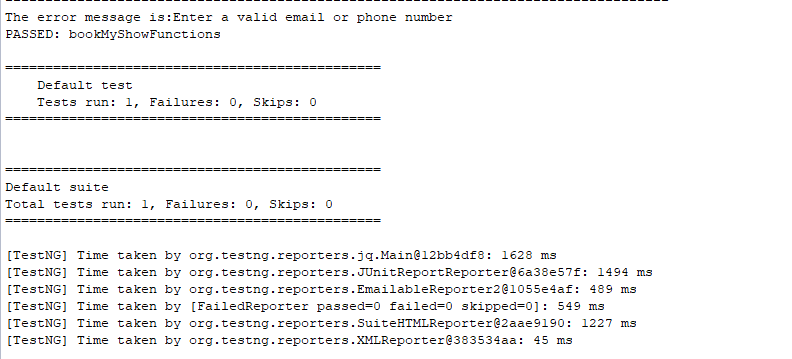 The error message is:Enter a valid email or phone number
PASSED: bookMyShowFunctions
===============================================
Default test
Tests run: 1, Failures: 0, Skips: 0
===============================================
===============================================
Default suite
Total tests run: 1, Failures: 0, Skips: 0
===============================================
[TestNG] Time taken by org.testng.reporters.jq.Main@12bb4df8: 1628 ms
[TestNG] Time taken by org.testng.reporters.JUnitReportReporter@6a38e57f: 1494 ms
[TestNG] Time taken by org.testng.reporters.EmailableReporter2@1055e4af: 489 ms
[TestNG] Time taken by [FailedReporter passed=0 failed=0 skipped=0]: 549 ms
[TestNG] Time taken by org.testng.reporters.SuiteHTMLReporter@2aae9190: 1227 ms
[TestNG] Time taken by org.testng.reporters.XMLReporter@383534aa: 45 ms